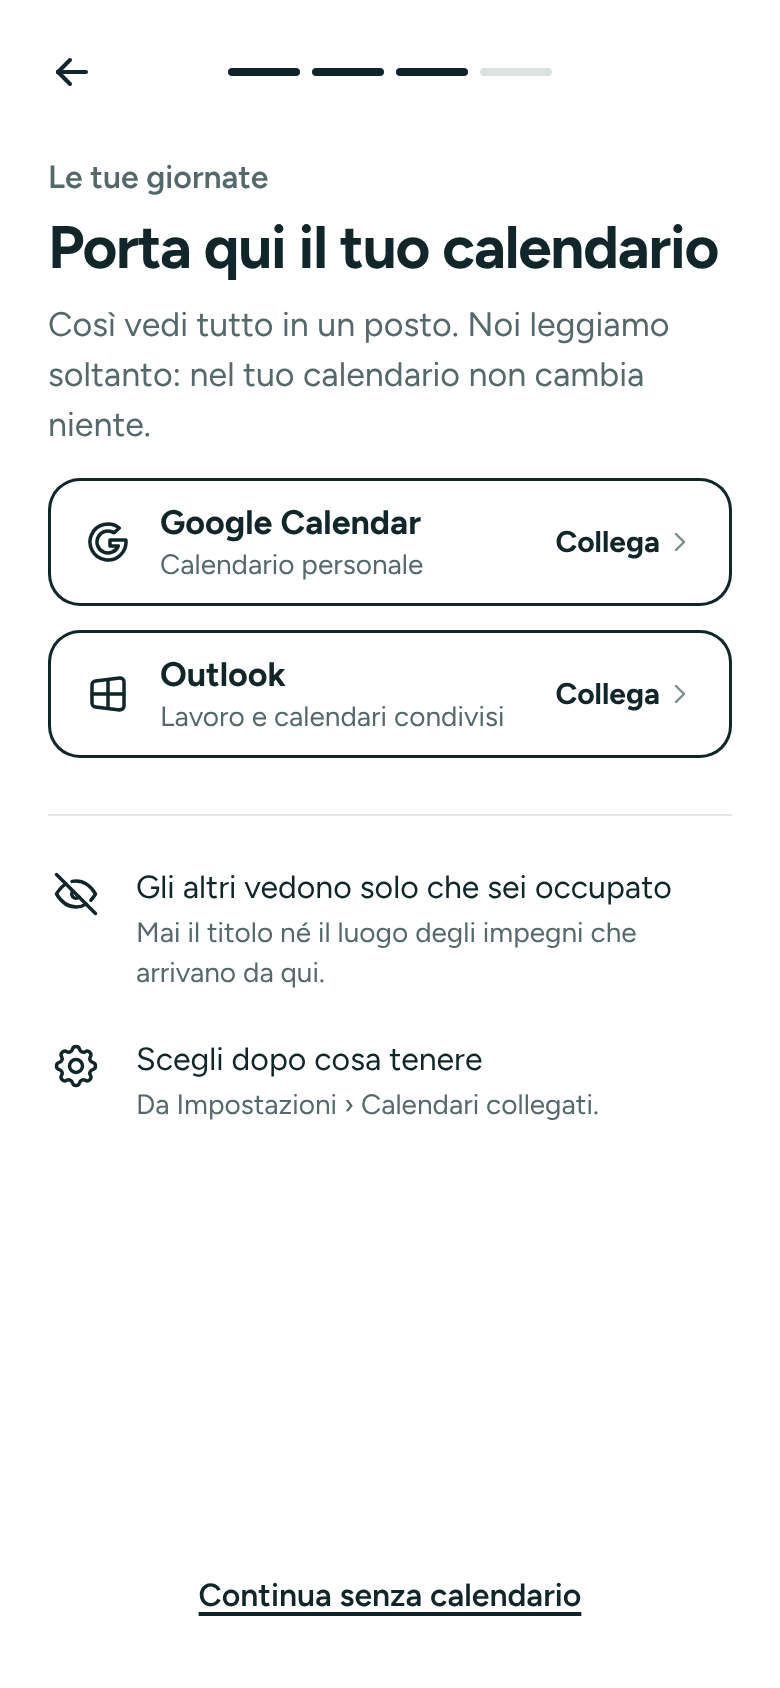 Le tue giornate
Porta qui il tuo calendario
Così vedi tutto in un posto. Noi leggiamo
soltanto: nel tuo calendario non cambia
niente.
Google Calendar
Calendario personale
Collega
Outlook
Lavoro e calendari condivisi
Collega
Gli altri vedono solo che sei occupato
Mai il titolo né il luogo degli impegni che
arrivano da qui.
Scegli dopo cosa tenere
Da Impostazioni › Calendari collegati.
Continua senza calendario